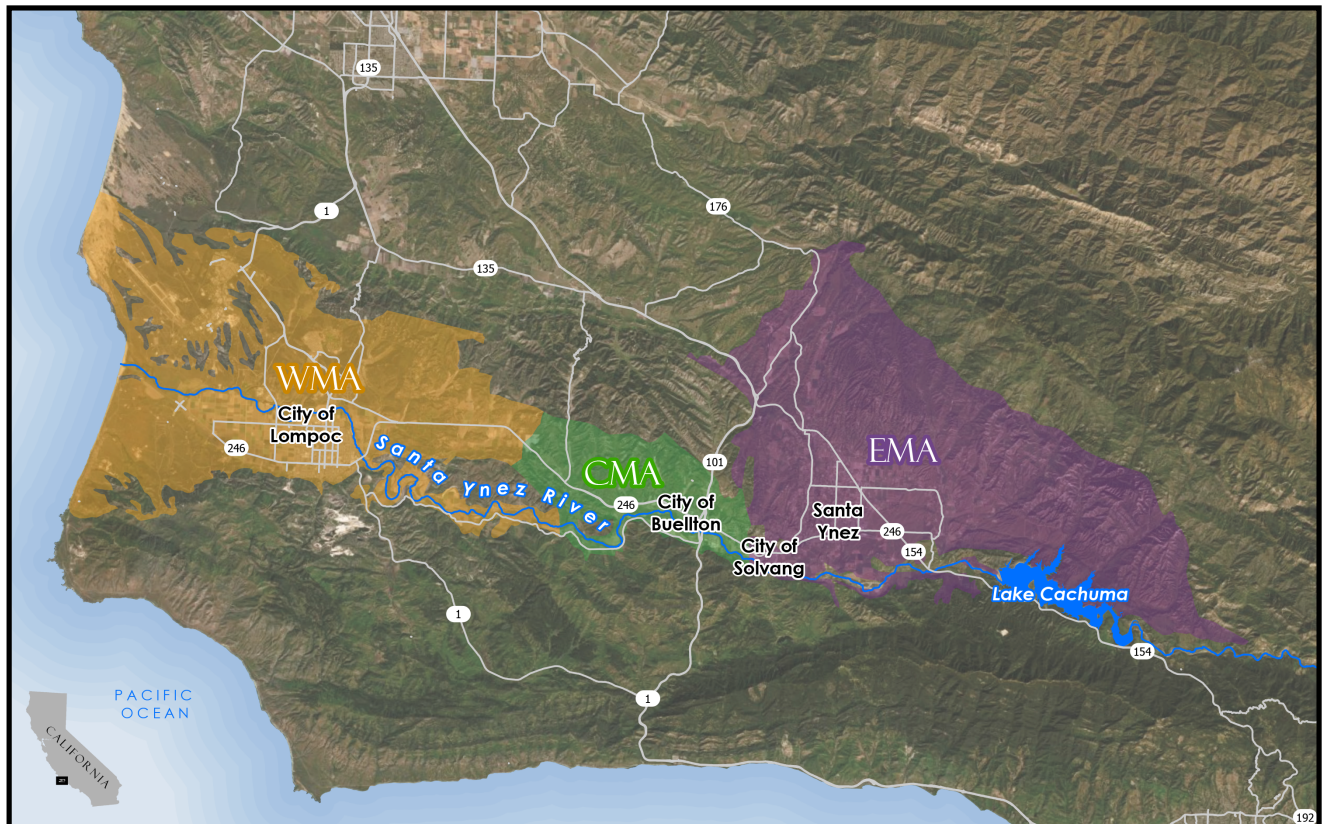 135
1
176
135
WMA
City of
Lompoc
246
Santa Ynez River
CMA
246
101
City of
Buellton
EMA
Santa
Ynez
246
154
City of
Solvang
Lake Cachuma
1
154
1
PACIFIC
OCEAN
CALIFORNIA
192